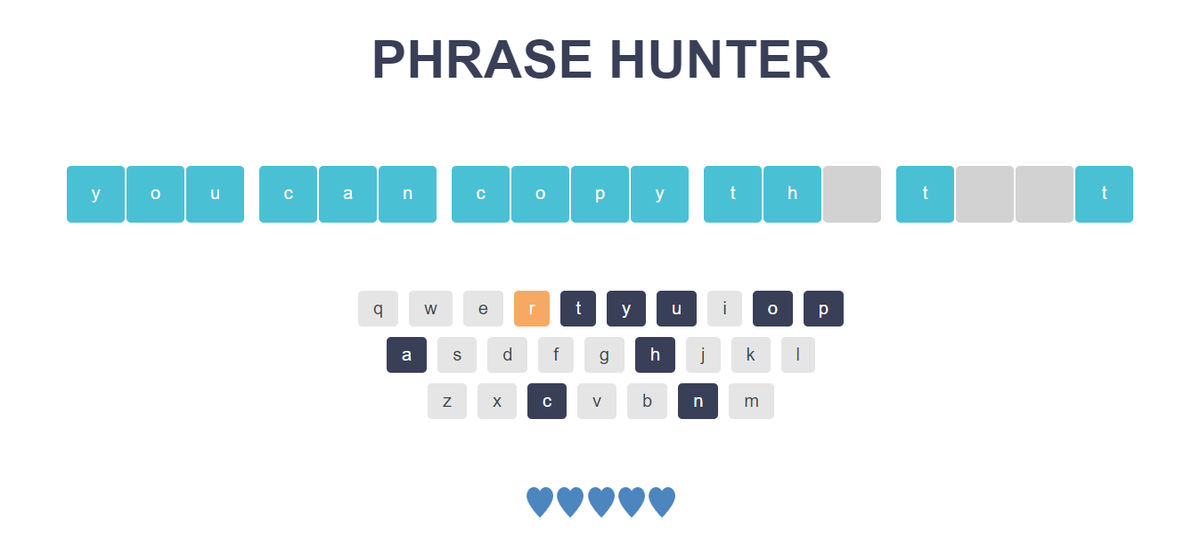 PHRASE HUNTER
y o u c a n c o p y t h t t
q w e r t y u i o p
a s d f g h j k l
z x c v b n m